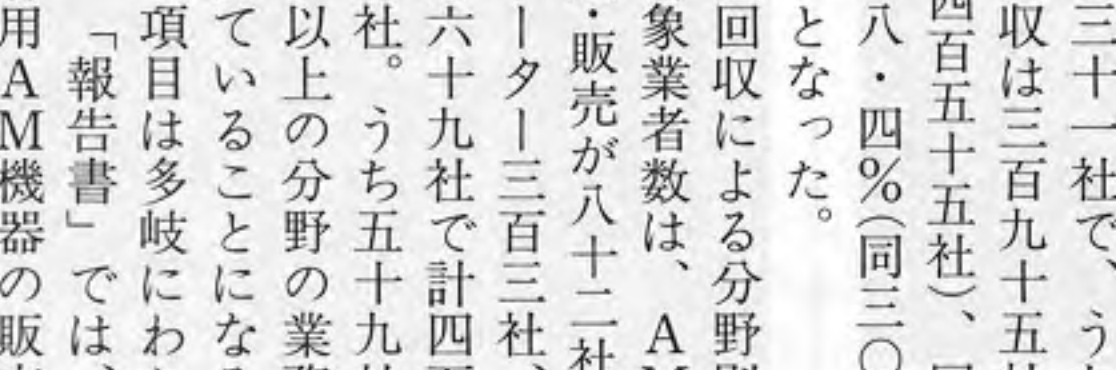 三十一社で、う
収は三百九十五
四百五十五社)、
八・四%(同三〇
となった。
回収による分野
象業者数は、A
・販売が八十二社
ーター三百三社、
六十九社で計四
社。うち五十九
以上の分野の業
ていることにな
項目は多岐にわ
「報告書」では、
用AM機器の販